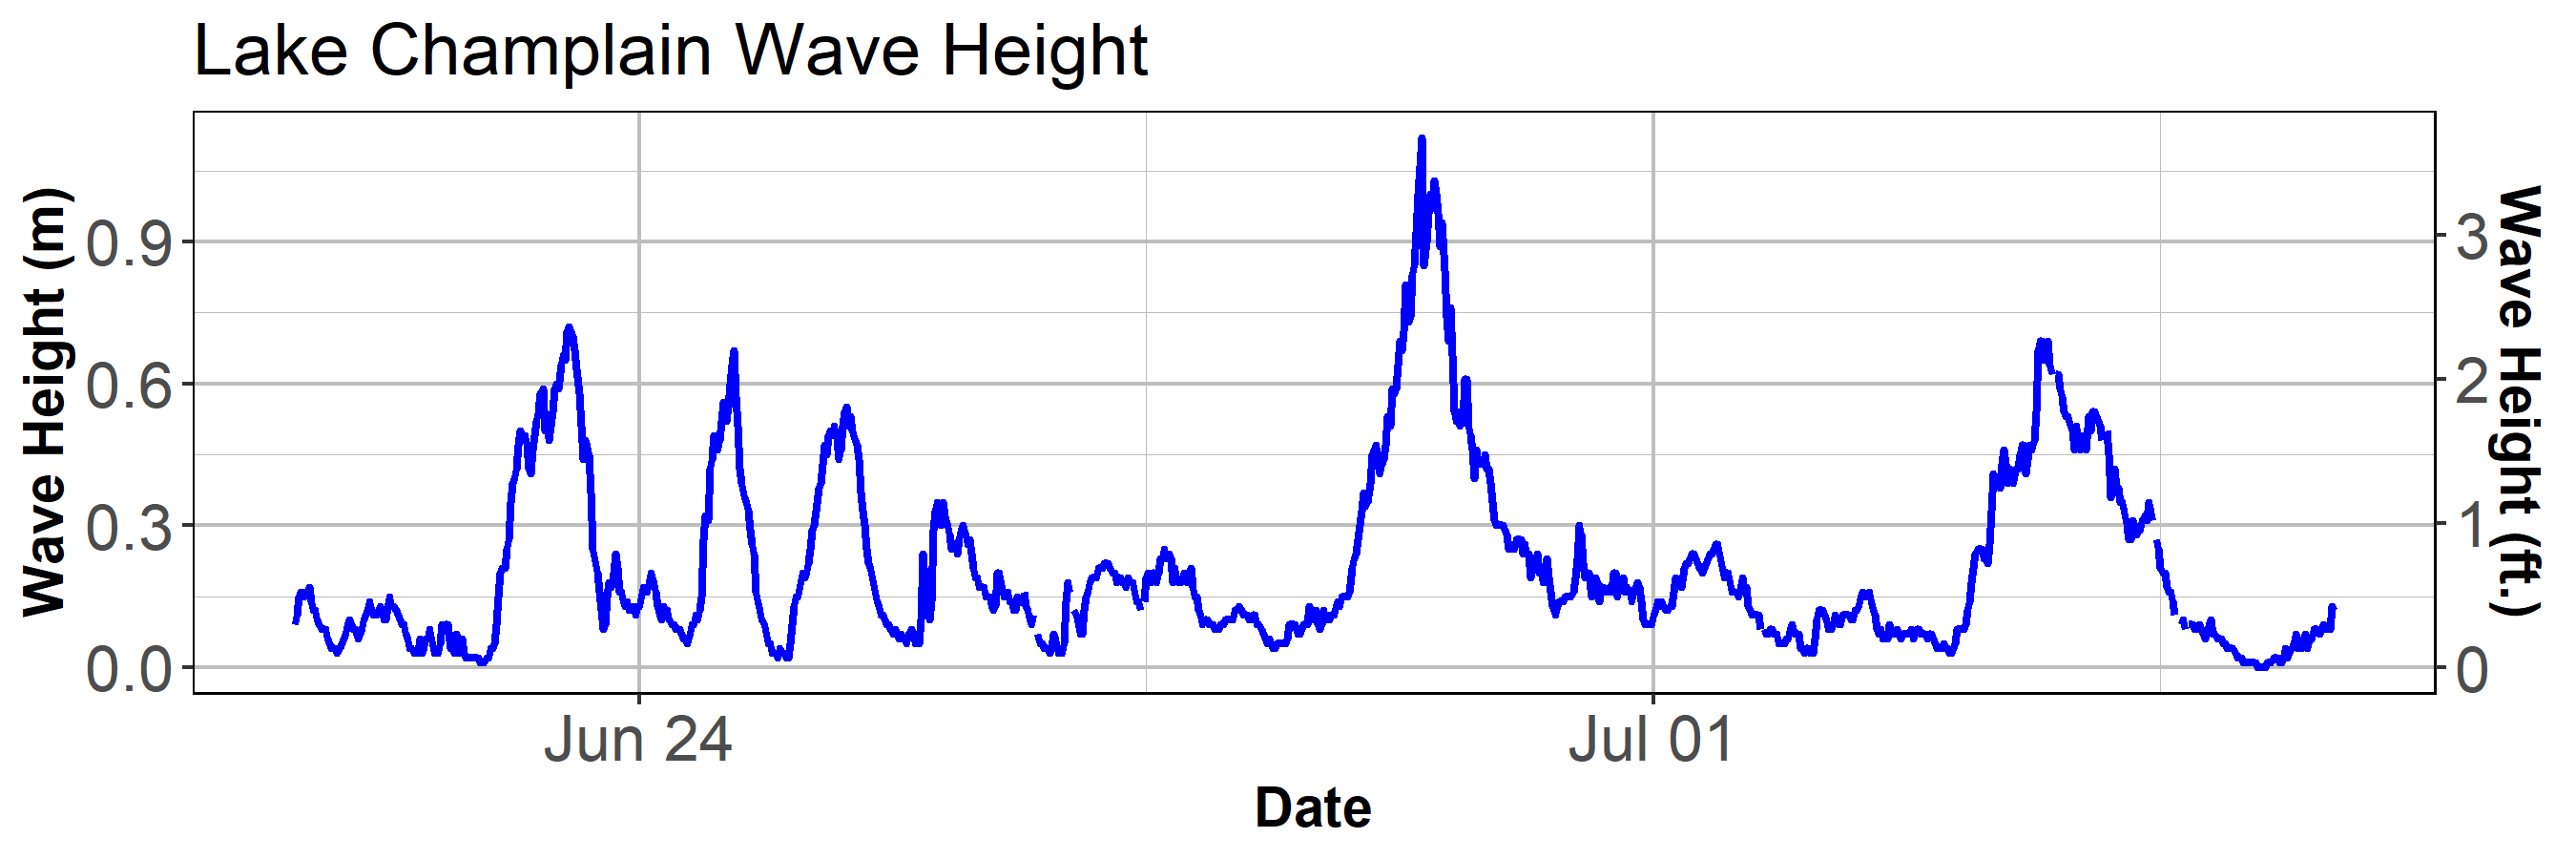 Lake Champlain Wave Height
Wave Height (m)
0.9
0.6
0.3
0.0
3
2
1
0
Wave Height (ft.)
Jun 24
Jul 01
Date